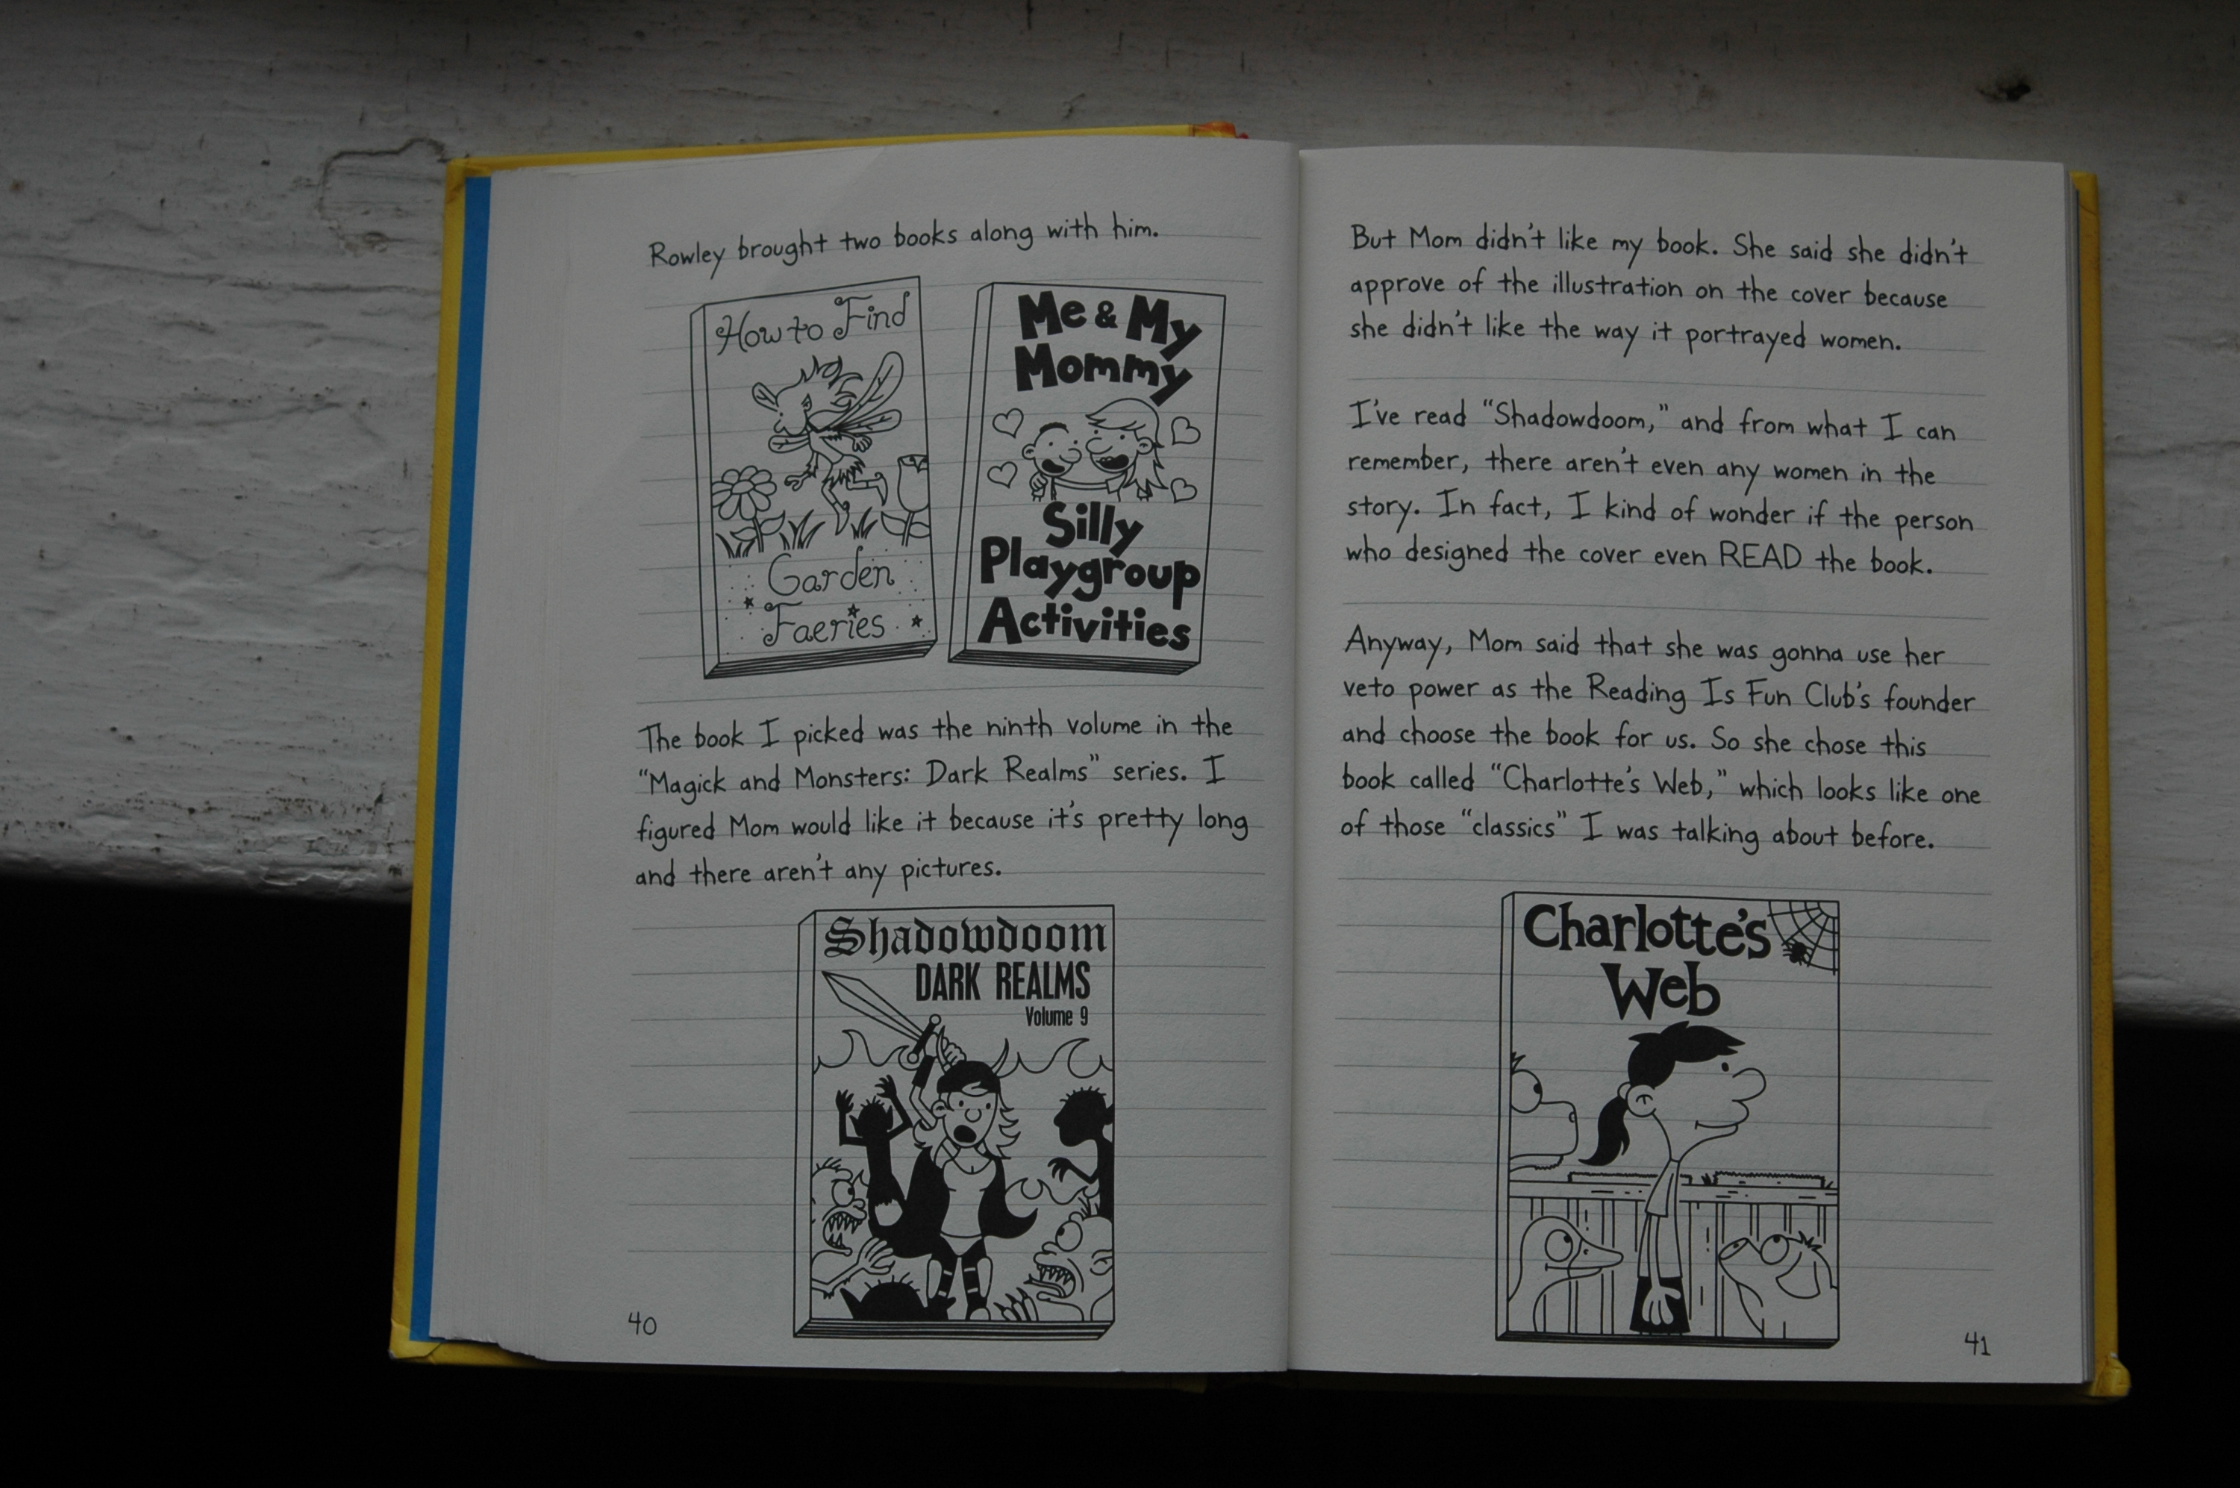 Rowley brought two books along with him.
How to Find
Garden
Faeries
Me & My
Mommy
Silly
Playgroup
Activities
The book I picked was the ninth volume in the
"Magick and Monsters: Dark Realms" series. I
figured Mom would like it because it's pretty long
and there aren't any pictures.
Shadowdoom
DARK REALMS
Volume 9
40
But Mom didn't like my book. She said she didn't
approve of the illustration on the cover because
she didn't like the way it portrayed women.
I've read "Shadowdoom," and from what I can
remember, there aren't even any women in the
story. In fact, I kind of wonder if the person
who designed the cover even READ the book.
Anyway, Mom said that she was gonna use her
veto power as the Reading Is Fun Club's founder
and choose the book for us. So she chose this
book called "Charlotte's Web," which looks like one
of those "classics" I was talking about before.
Charlotte's
Web
41